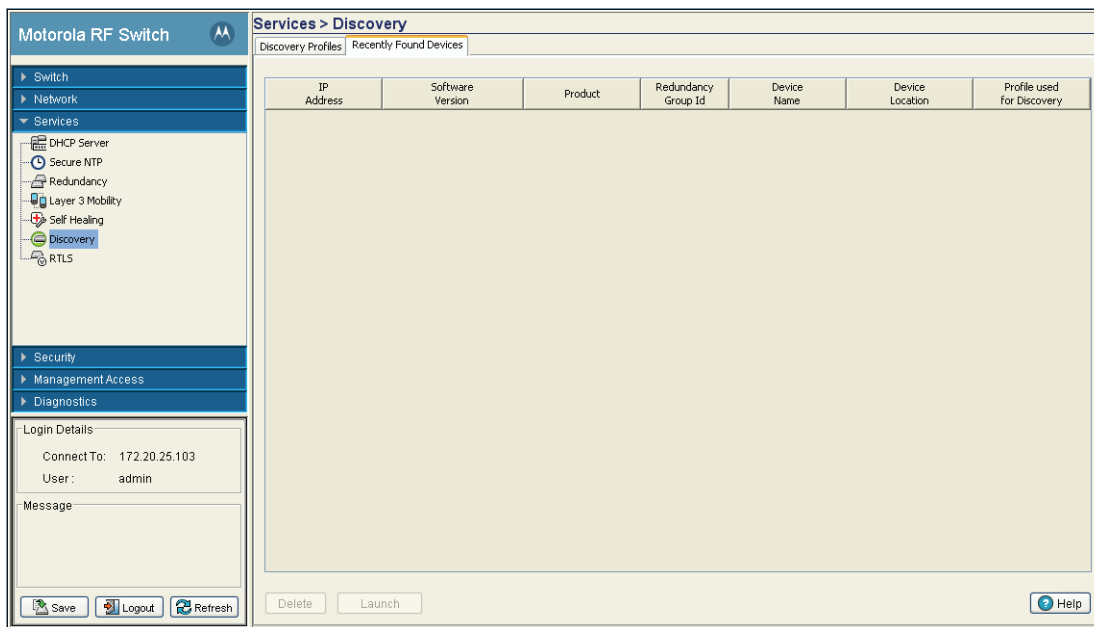 Motorola RF Switch
Switch
Network
Services
DHCP Server
Secure NTP
Redundancy
Layer 3 Mobility
Self Healing
Discovery
RTLS
Security
Management Access
Diagnostics
Login Details
Connect To: 172.20.25.103
User : admin
Message
Save Logout Refresh
Services > Discovery
Discovery Profiles Recently Found Devices
IP Address Software Version Product Redundancy Group Id Device Name Device Location Profile used for Discovery
Delete Launch Help